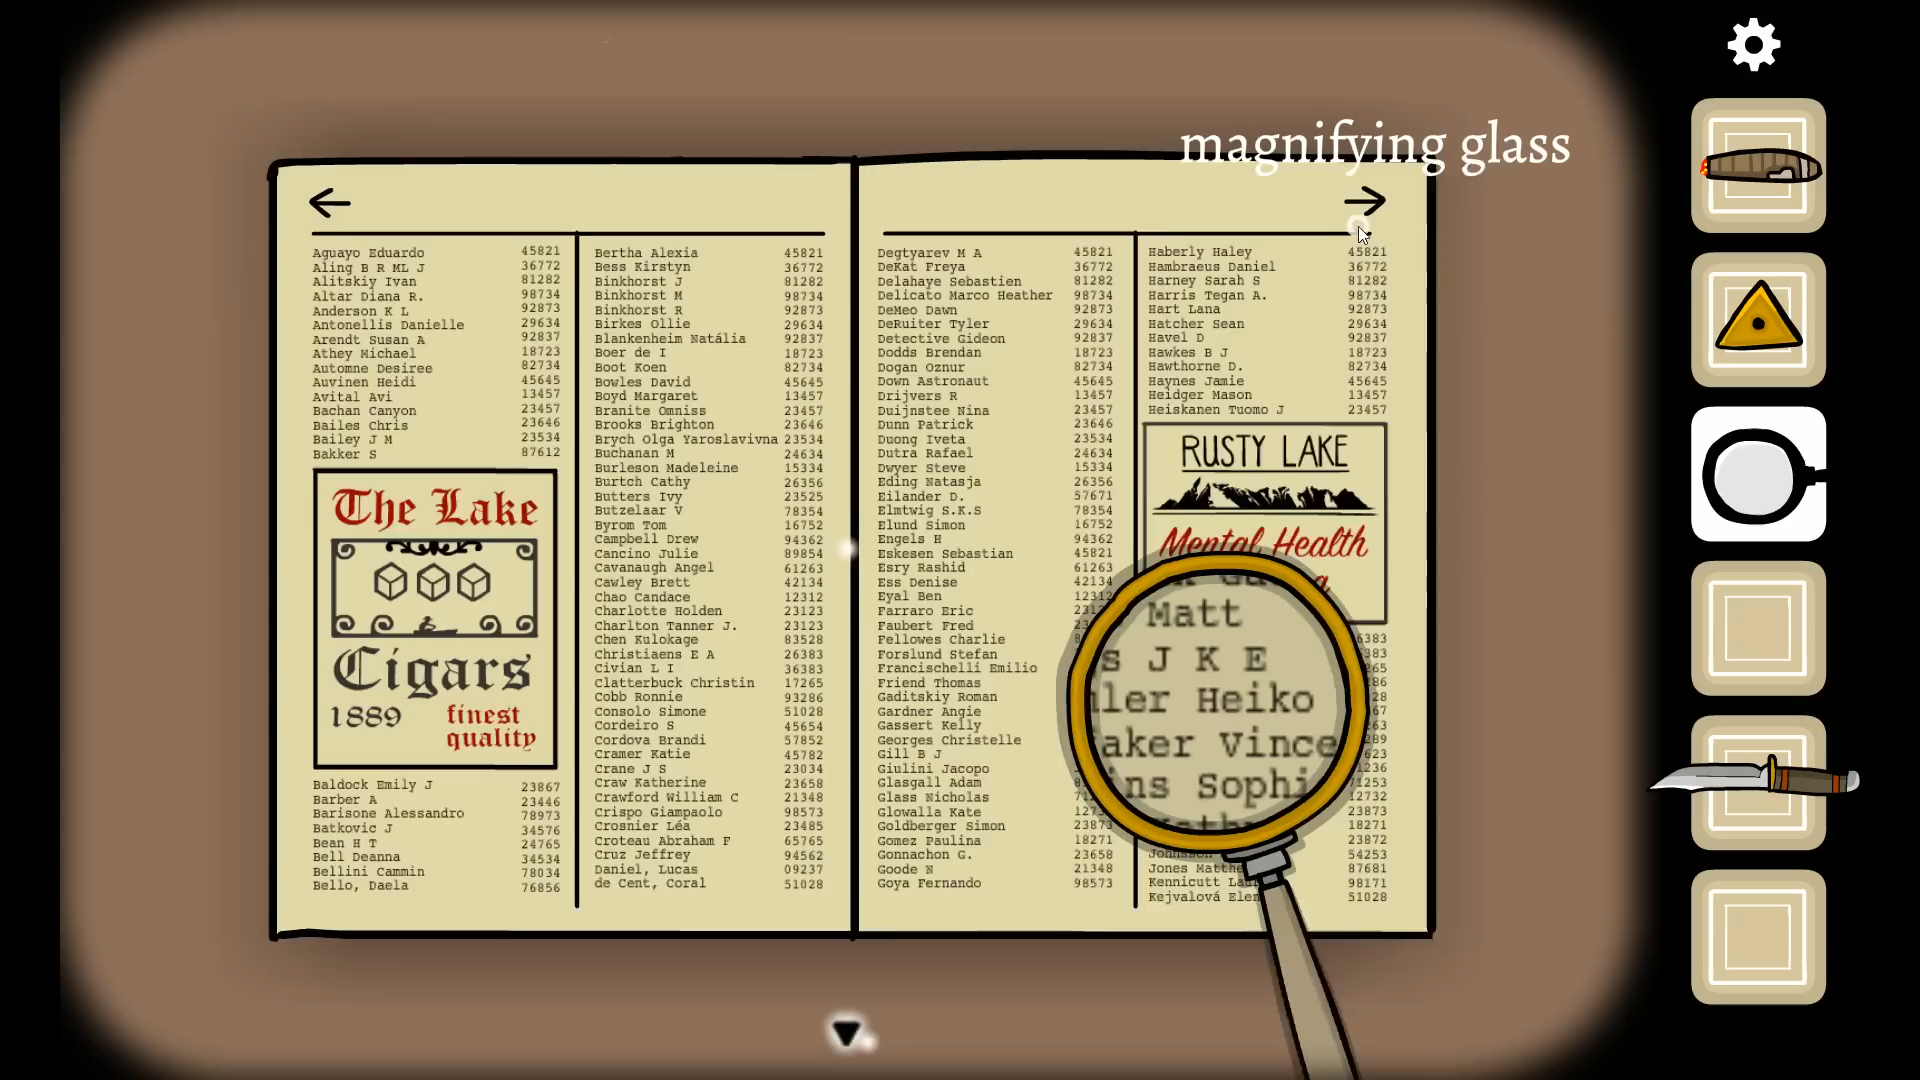 magnifying glass
Aguayo Eduardo 45821
Aling B R ML J 36772
Alitskiy Ivan 81282
Altar Diana R. 98734
Anderson K L 92873
Antonellis Danielle 29634
Arendt Susan A 92837
Athey Michael 18723
Automne Desiree 82734
Auvinen Heidi 45645
Avital Avi 13457
Bachan Canyon 23457
Bailes Chris 23646
Bailey J M 23534
Bakker S 87612
The Lake
Cigars
1889 finest
quality
Baldock Emily J 23867
Barber A 23446
Barisone Alessandro 78973
Batkovic J 34576
Bean H T 24765
Bell Deanna 34534
Bellini Cammin 78034
Bello, Daela 76856
Bertha Alexia 45821
Bess Kirstyn 36772
Binkhorst J 81282
Binkhorst M 98734
Binkhorst R 92873
Birkes Ollie 29634
Blankenheim Natália 92837
Boer de I 18723
Boot Koen 82734
Bowles David 45645
Boyd Margaret 13457
Branite Omniss 23457
Brooks Brighton 23646
Brych Olga Yaroslavivna 23534
Buchanan M 24634
Burleson Madeleine 15334
Burtch Cathy 26356
Butters Ivy 23525
Butzelaar V 78354
Byrom Tom 16752
Campbell Drew 94362
Cancino Julie 89854
Cavanaugh Angel 61263
Cawley Brett 42134
Chao Candace 12312
Charlotte Holden 23123
Charlton Tanner J. 23123
Chen Kulokage 83528
Christiaens E A 26383
Civian L I 36383
Clatterbuck Christin 17265
Cobb Ronnie 93286
Consolo Simone 51028
Cordeiro S 45654
Cordova Brandi 57852
Cramer Katie 45782
Crane J S 23034
Craw Katherine 23658
Crawford William C 21348
Crispo Giampaolo 98573
Crosnier Léa 23485
Croteau Abraham F 65765
Cruz Jeffrey 94562
Daniel, Lucas 09237
de Cent, Coral 51028
Degtyarev M A 45821
DeKat Freya 36772
Delahaye Sebastien 81282
Delicato Marco Heather 98734
DeMeo Dawn 92873
DeRuiter Tyler 29634
Detective Gideon 92837
Dodds Brendan 18723
Dogan Oznur 82734
Down Astronaut 45645
Drijvers R 13457
Duijnstee Nina 23457
Dunn Patrick 23646
Duong Iveta 23534
Dutra Rafael 24634
Dwyer Steve 15334
Eding Natasja 26356
Eilander D. 57671
Elmtwig S.K.S 78354
Elund Simon 16752
Engels H 94362
Eskesen Sebastian 45821
Esry Rashid 61263
Ess Denise 42134
Eyal Ben 12312
Farraro Eric
Faubert Fred
Fellowes Charlie
Forslund Stefan
Francischelli Emilio
Friend Thomas
Gaditskiy Roman
Gardner Angie
Gassert Kelly
Georges Christelle
Gill B J
Giulini Jacopo
Glasgall Adam
Glass Nicholas
Glowalla Kate
Goldberger Simon 23873
Gomez Paulina 18271
Gonnachon G. 23658
Goode N 21348
Goya Fernando 98573
Haberly Haley 45821
Hambraeus Daniel 36772
Harney Sarah S 81282
Harris Tegan A. 98734
Hart Lana 92873
Hatcher Sean 29634
Havel D 92837
Hawkes B J 18723
Hawthorne D. 82734
Haynes Jamie 45645
Heidger Mason 13457
Heiskanen Tuomo J 23457
RUSTY LAKE
Mental Health
Matt
J K E
Heiko
12732
23873
18271
23872
54253
Jones 87681
Kennicutt 98171
Kejvalová 51028